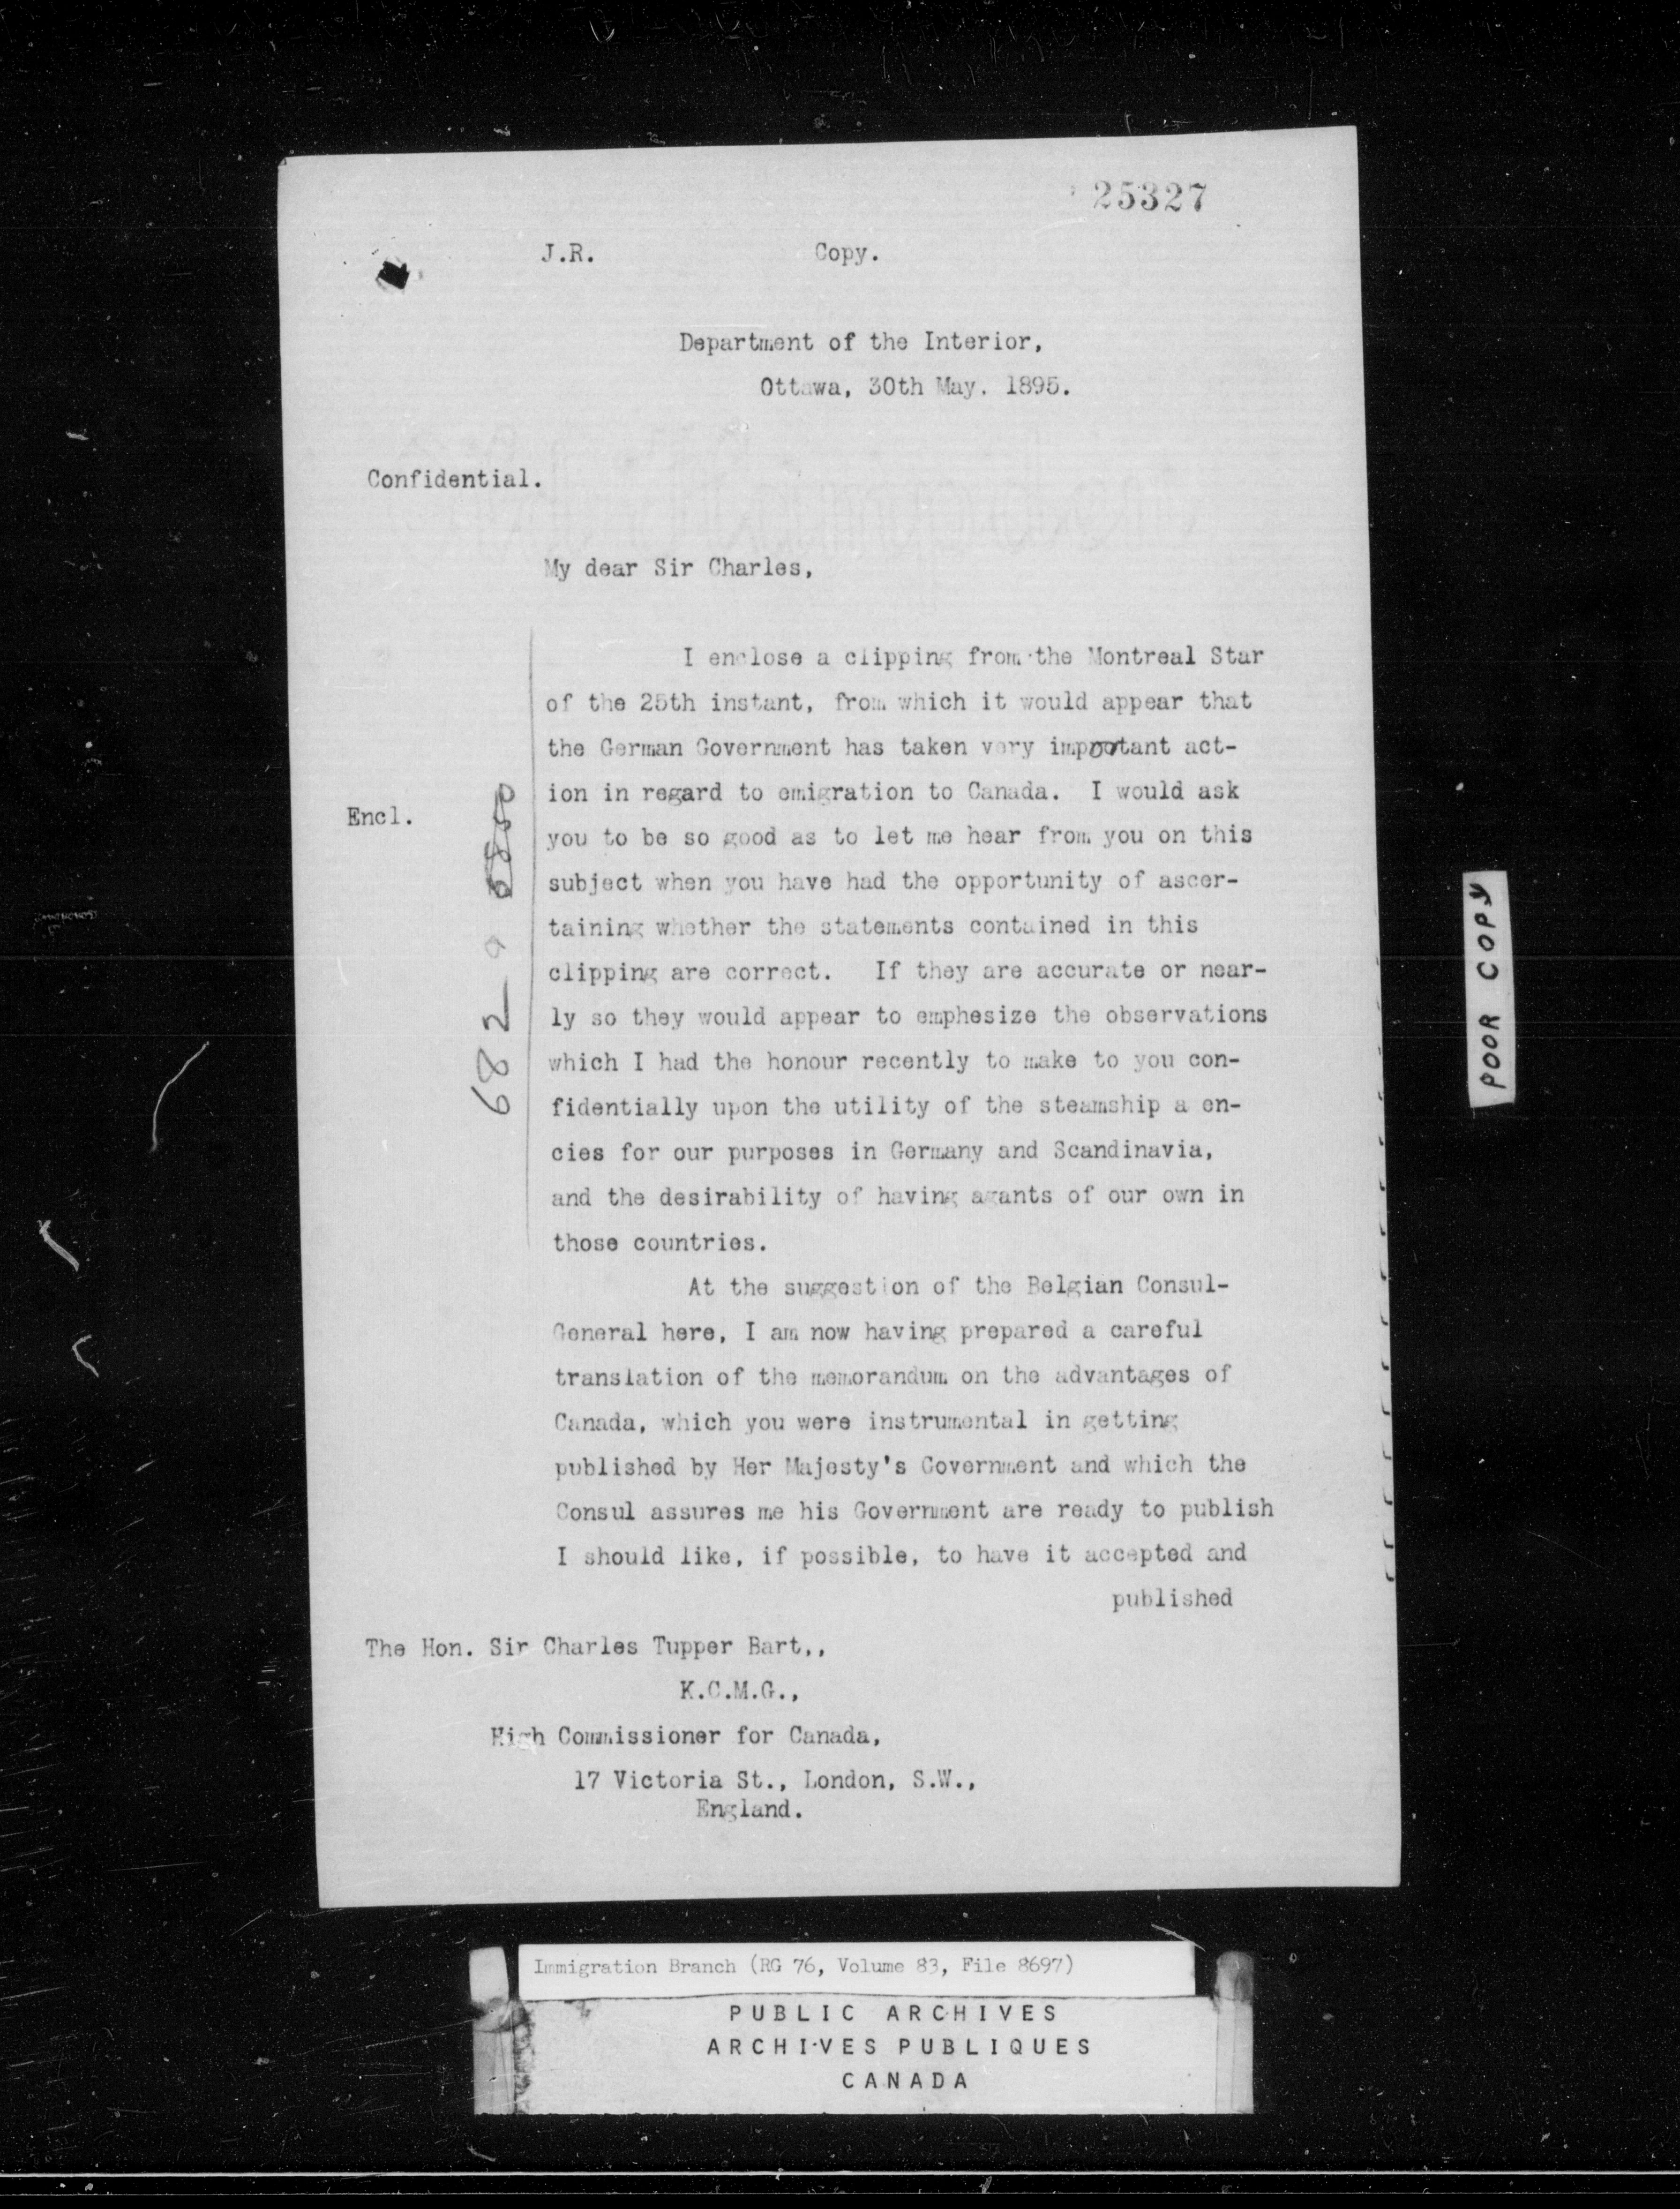 25327
J.R. Copy.
Department of the Interior,
Ottawa, 30th May. 1895.
Confidential.
My dear Sir Charles,
I enclose a clipping from the Montreal Star
of the 25th instant, from which it would appear that
the German Government has taken very important act-
ion in regard to emigration to Canada. I would ask
Encl.
you to be so good as to let me hear from you on this
subject when you have had the opportunity of ascer-
taining whether the statements contained in this
clipping are correct. If they are accurate or near-
ly so they would appear to emphesize the observations
which I had the honour recently to make to you con-
fidentially upon the utility of the steamship a en-
cies for our purposes in Germany and Scandinavia,
and the desirability of having agants of our own in
those countries.
682
At the suggestion of the Belgian Consul-
General here, I am now having prepared a careful
translation of the memorandum on the advantages of
Canada, which you were instrumental in getting
published by Her Majesty's Government and which the
Consul assures me his Government are ready to publish
I should like, if possible, to have it accepted and
published
The Hon. Sir Charles Tupper Bart,,
K.C.M.G.,
High Commissioner for Canada,
17 Victoria St., London, S.W.,
England.
POOR COPY
Immigration Branch (RG 76, Volume 83, File 8697)
PUBLIC ARCHIVES
ARCHIVES PUBLIQUES
CANADA